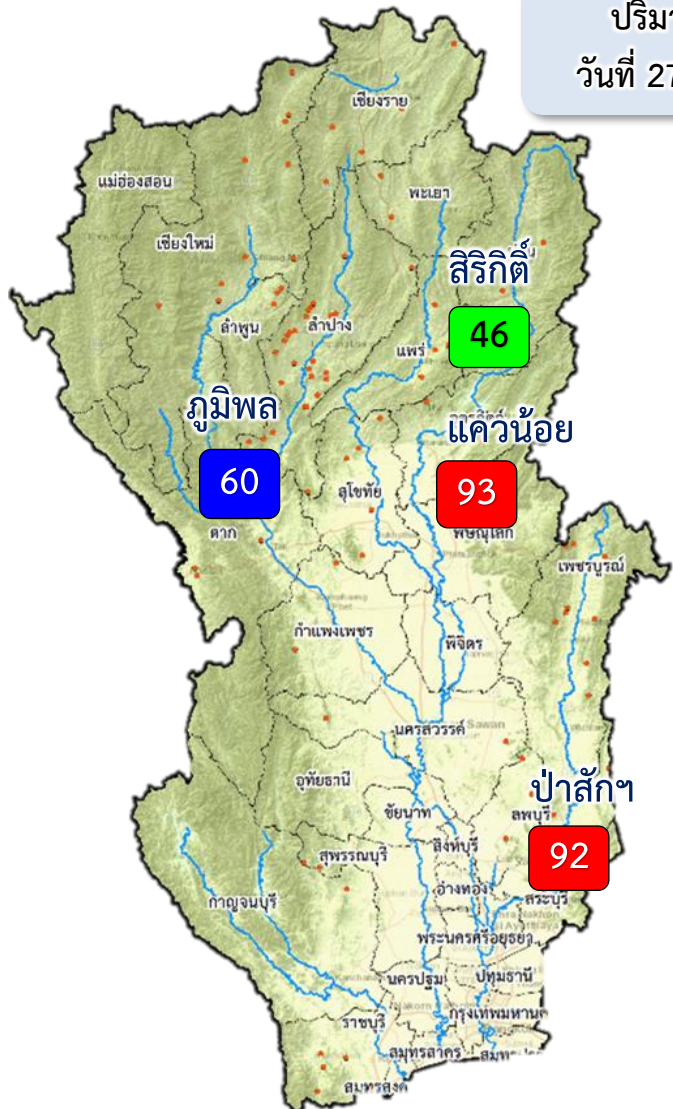 ปริมา
วันที่ 27
เชียงราย
แม่ฮ่องสอน
พะเยา
เชียงใหม่
สิริกิติ์
46
ลำพูน
ลำปาง
แพร่
ภูมิพล
60
แควน้อย
93
สุโขทัย
ตาก
พิษณุโลก
เพชรบูรณ์
กำแพงเพชร
พิจิตร
นครสวรรค์
Sawan
อุทัยธานี
ป่าสักฯ
92
ชัยนาท
ลพบุรี
สิงห์บุรี
สุพรรณบุรี
อ่างทอง
กาญจนบุรี
สระบุรี
พระนครศรีอยุธยา
นครปฐม
ปทุมธานี
กรุงเทพมหานค
ราชบุรี
สมุทรสาคร
สมุทรสงค